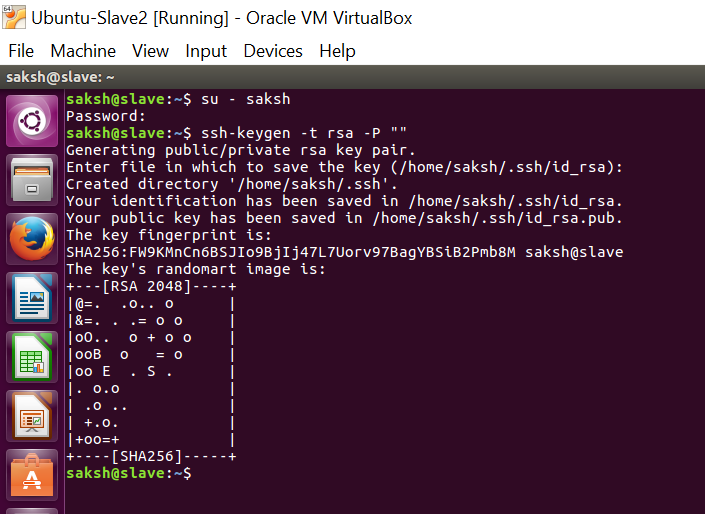 Ubuntu-Slave2 [Running] - Oracle VM VirtualBox
File Machine View Input Devices Help
saksh@slave: ~
saksh@slave:~$ su - saksh
Password:
saksh@slave:~$ ssh-keygen -t rsa -P ""
Generating public/private rsa key pair.
Enter file in which to save the key (/home/saksh/.ssh/id_rsa):
Created directory '/home/saksh/.ssh'.
Your identification has been saved in /home/saksh/.ssh/id_rsa.
Your public key has been saved in /home/saksh/.ssh/id_rsa.pub.
The key fingerprint is:
SHA256:FW9KMnCn6BSJIo9BjIj47L7Uorv97BagYBSiB2Pmb8M saksh@slave
The key's randomart image is:
+---[RSA 2048]----+
|@=.  .o.. o      |
|&=. . .= o o     |
|oO..  o + o o    |
|ooB  o   = o     |
|oo E  . S .      |
|. o.o            |
| .o ..           |
| +.o.            |
|+oo=+            |
+----[SHA256]-----+
saksh@slave:~$